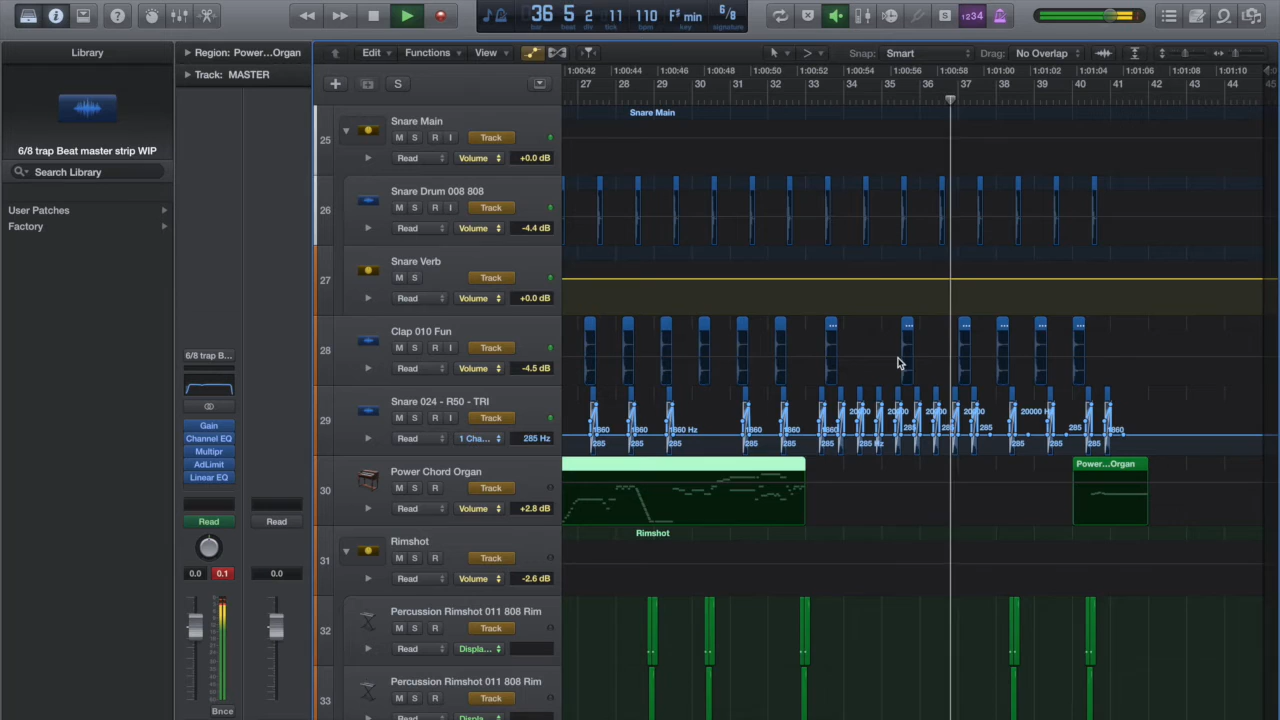 36 5 2 11 110 F♯min 6/8
bar beat div tick bpm key signature
1234
Library
Region: Power…Organ
Track: MASTER
6/8 trap Beat master strip WIP
Search Library
User Patches
Factory
Edit Functions View Snap: Smart Drag: No Overlap
S
1:00:42 1:00:44 1:00:46 1:00:48 1:00:50 1:00:52 1:00:54 1:00:56 1:00:58 1:01:00 1:01:02 1:01:04 1:01:06 1:01:08 1:01:10
27 28 29 30 31 32 33 34 35 36 37 38 39 40 41 42 43 44 45
25 Snare Main
M S R I Track
Read Volume +0.0 dB
Snare Main
26 Snare Drum 008 808
M S R I Track
Read Volume -4.4 dB
27 Snare Verb
M S Track
Read Volume +0.0 dB
28 Clap 010 Fun
M S R I Track
Read Volume -4.5 dB
29 Snare 024 - R50 - TRI
M S R I Track
Read 1 Cha… 285 Hz
30 Power Chord Organ
M S R Track
Read Volume +2.8 dB
Power…Organ
31 Rimshot
M S R Track
Read Volume -2.6 dB
Rimshot
32 Percussion Rimshot 011 808 Rim
M S R Track
Read Displa…
33 Percussion Rimshot 011 808 Rim
M S R Track
Read Displa…
6/8 trap B…
Gain
Channel EQ
Multipr
AdLimit
Linear EQ
Read Read
0.0 0.1 0.0
Bnce